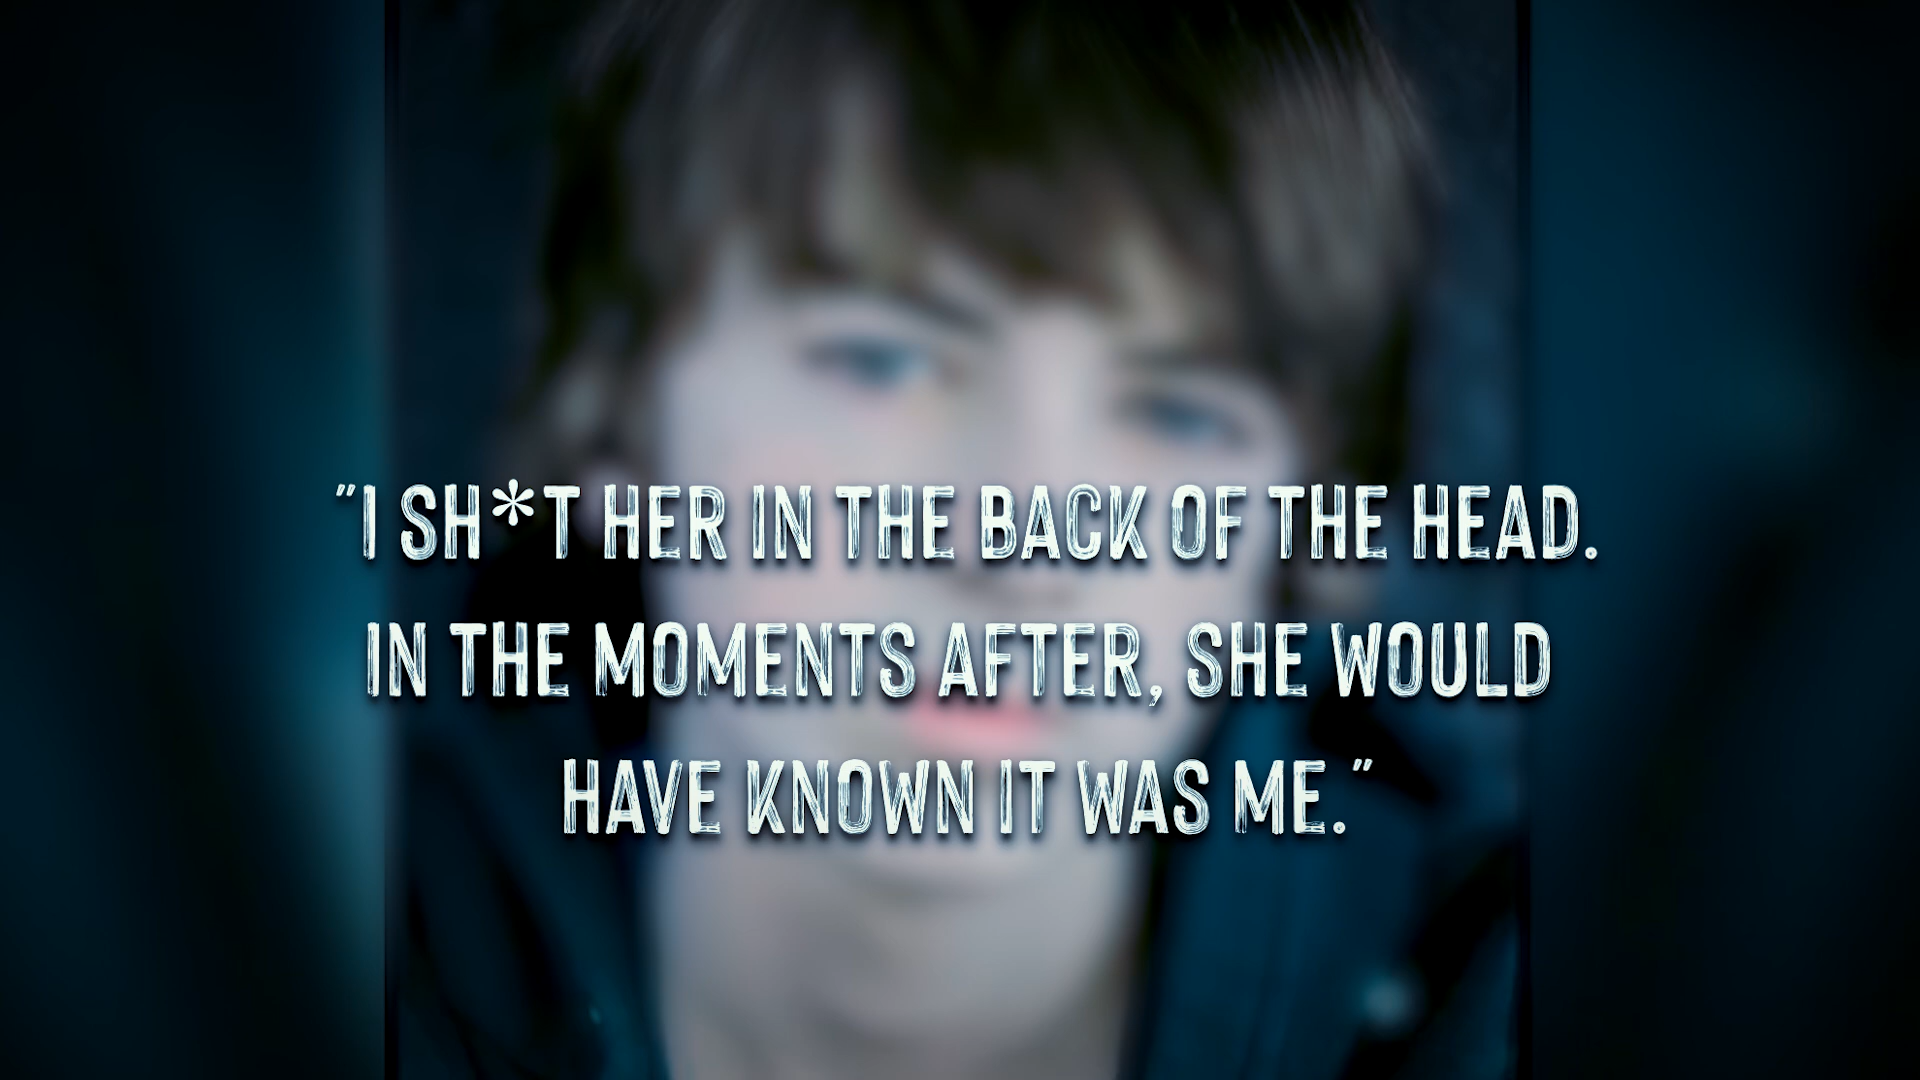 "I SH*T HER IN THE BACK OF THE HEAD.
IN THE MOMENTS AFTER, SHE WOULD
HAVE KNOWN IT WAS ME."